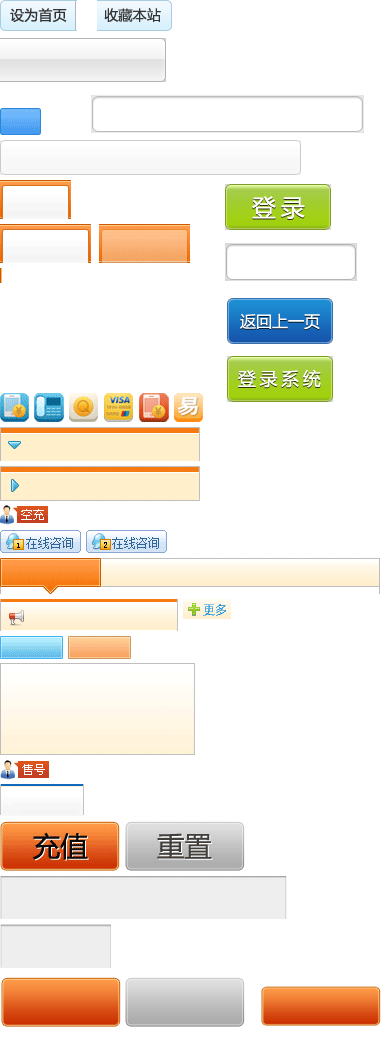 设为首页 收藏本站
登录
返回上一页
登录系统
VISA 易
空充
1 在线咨询 2 在线咨询
更多
售号
充值 重置